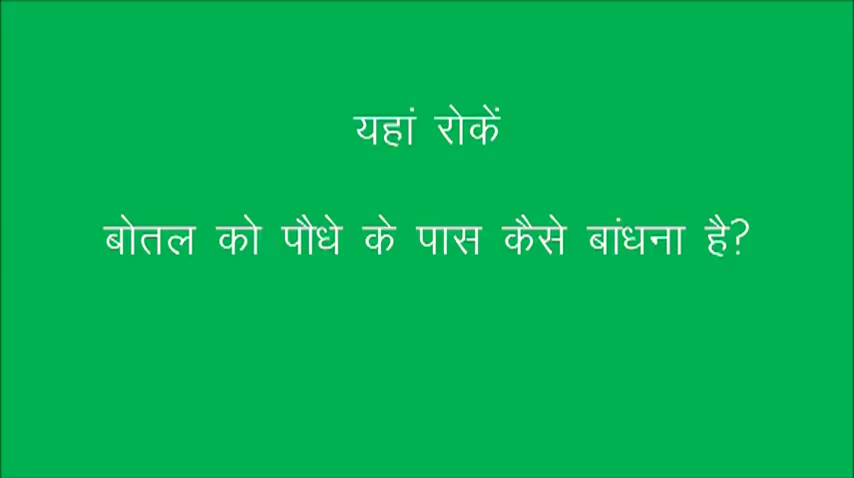 यहां रोकें
बोतल को पौधे के पास कैसे बांधना है?